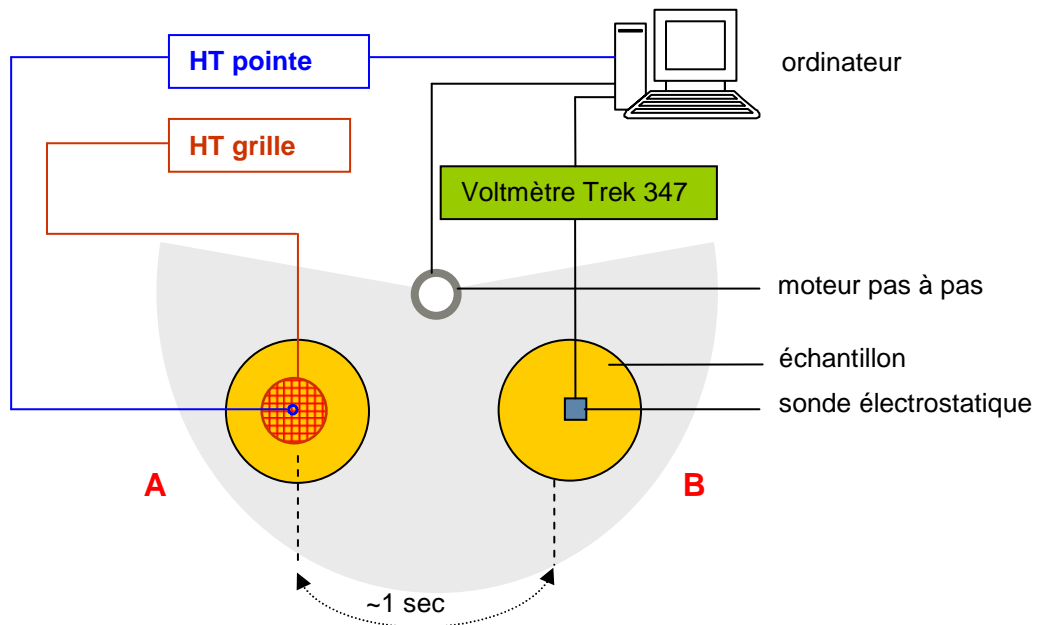 HT pointe
ordinateur
HT grille
Voltmètre Trek 347
moteur pas à pas
échantillon
sonde électrostatique
A
B
~1 sec